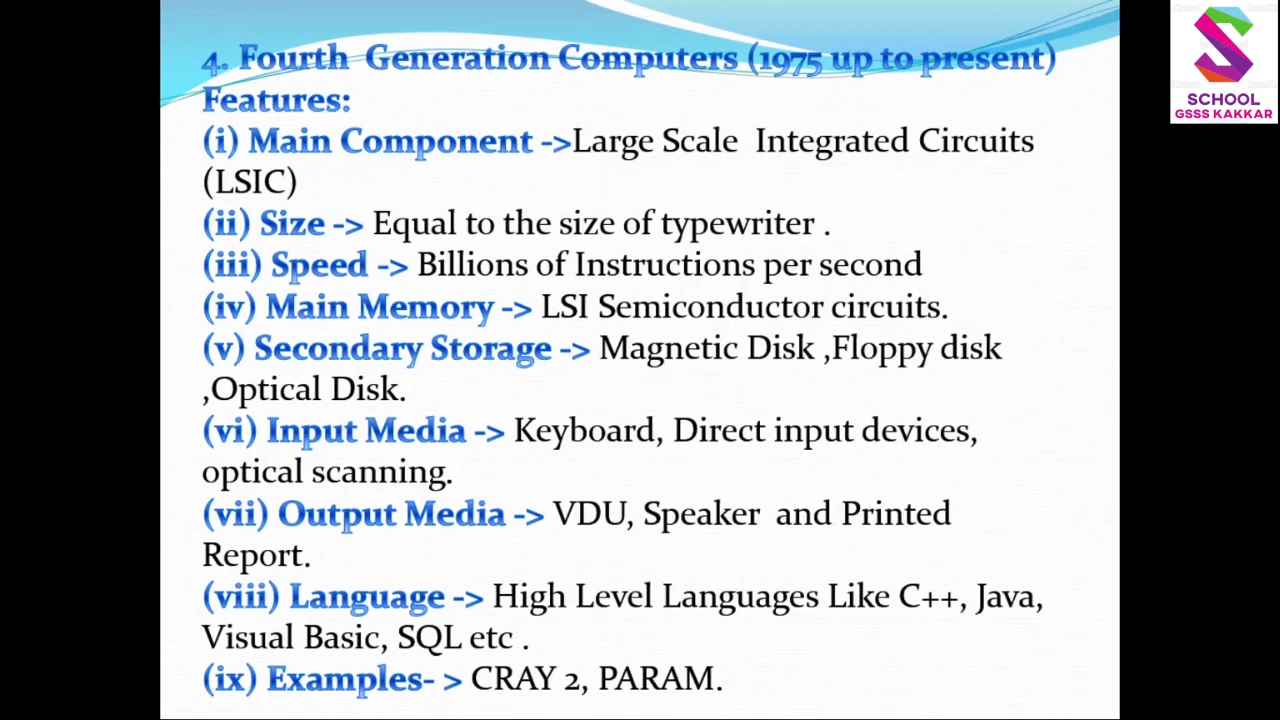 4. Fourth Generation Computers (1975 up to present)
Features:
(i) Main Component ->Large Scale Integrated Circuits
(LSIC)
(ii) Size -> Equal to the size of typewriter .
(iii) Speed -> Billions of Instructions per second
(iv) Main Memory -> LSI Semiconductor circuits.
(v) Secondary Storage -> Magnetic Disk ,Floppy disk
,Optical Disk.
(vi) Input Media -> Keyboard, Direct input devices,
optical scanning.
(vii) Output Media -> VDU, Speaker and Printed
Report.
(viii) Language -> High Level Languages Like C++, Java,
Visual Basic, SQL etc .
(ix) Examples- > CRAY 2, PARAM.
SCHOOL
GSSS KAKKAR